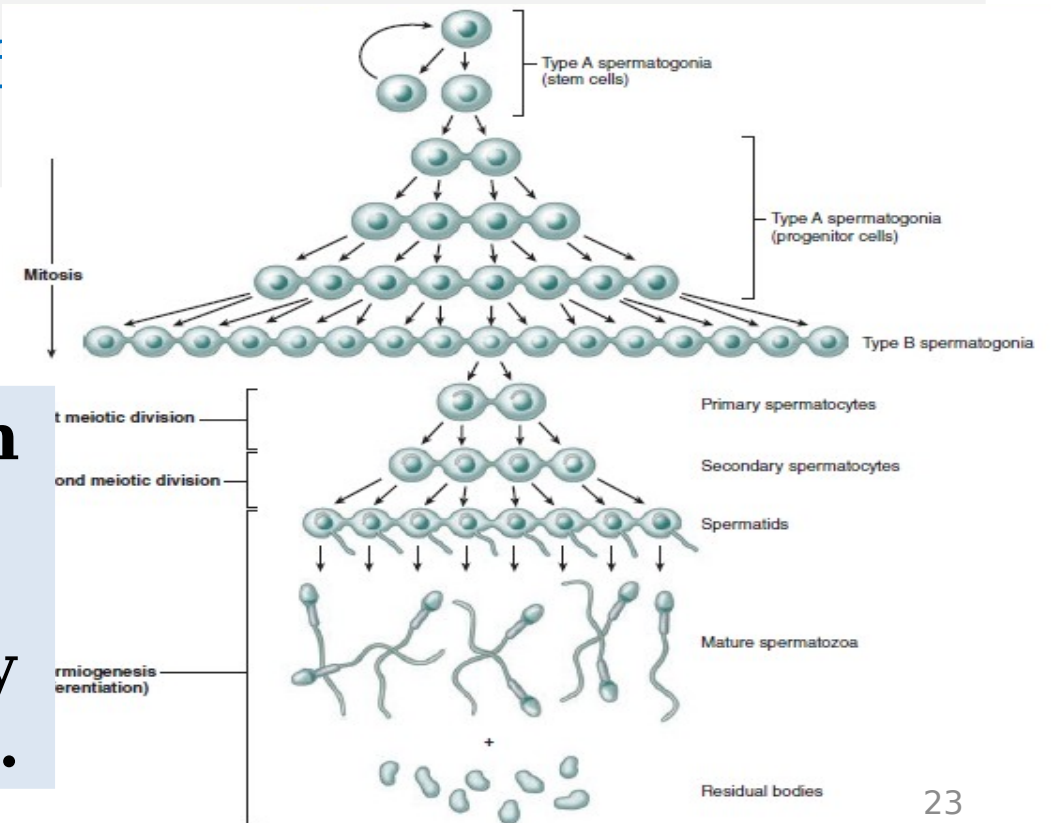 Type A spermatogonia
(stem cells)
Type A spermatogonia
(progenitor cells)
Mitosis
Type B spermatogonia
t meiotic division
Primary spermatocytes
ond meiotic division
Secondary spermatocytes
Spermatids
n
Mature spermatozoa
y
rmiogenesis
erentiation)
.
+
Residual bodies
23